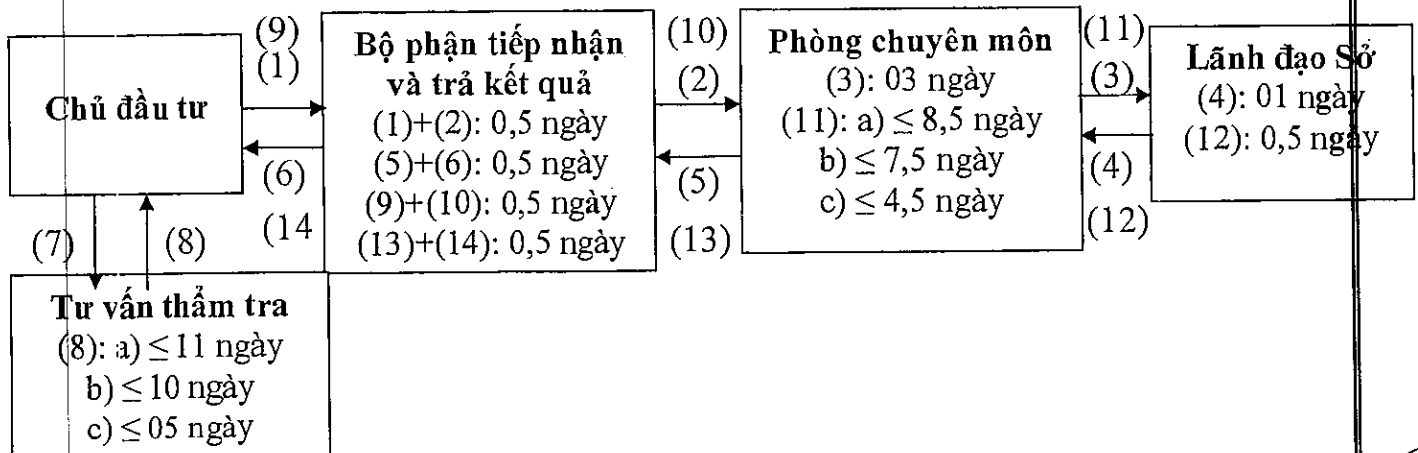 Chủ đầu tư
(9)
(1)
(6)
(14
Bộ phận tiếp nhận
và trả kết quả
(1)+(2): 0,5 ngày
(5)+(6): 0,5 ngày
(9)+(10): 0,5 ngày
(13)+(14): 0,5 ngày
(10)
(2)
(5)
(13)
Phòng chuyên môn
(3): 03 ngày
(11): a) ≤ 8,5 ngày
b) ≤ 7,5 ngày
c) ≤ 4,5 ngày
(11)
(3)
(4)
(12)
Lãnh đạo Sở
(4): 01 ngày
(12): 0,5 ngày
(7)
(8)
Tư vấn thẩm tra
(8): a) ≤ 11 ngày
b) ≤ 10 ngày
c) ≤ 05 ngày